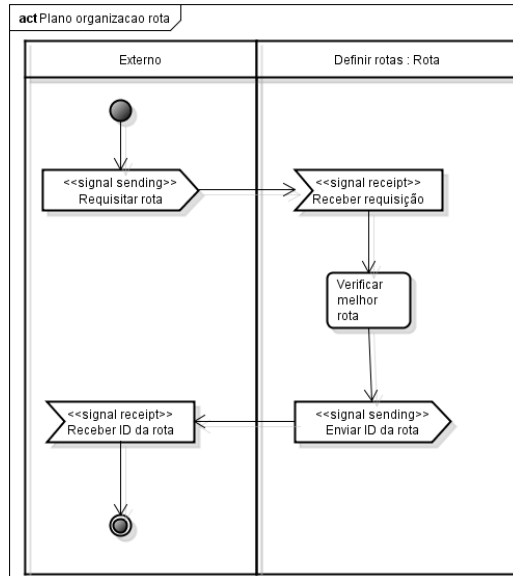 act Plano organizacao rota
Externo
Definir rotas : Rota
<<signal sending>>
Requisitar rota
<<signal receipt>>
Receber requisição
Verificar
melhor
rota
<<signal receipt>>
Receber ID da rota
<<signal sending>>
Enviar ID da rota